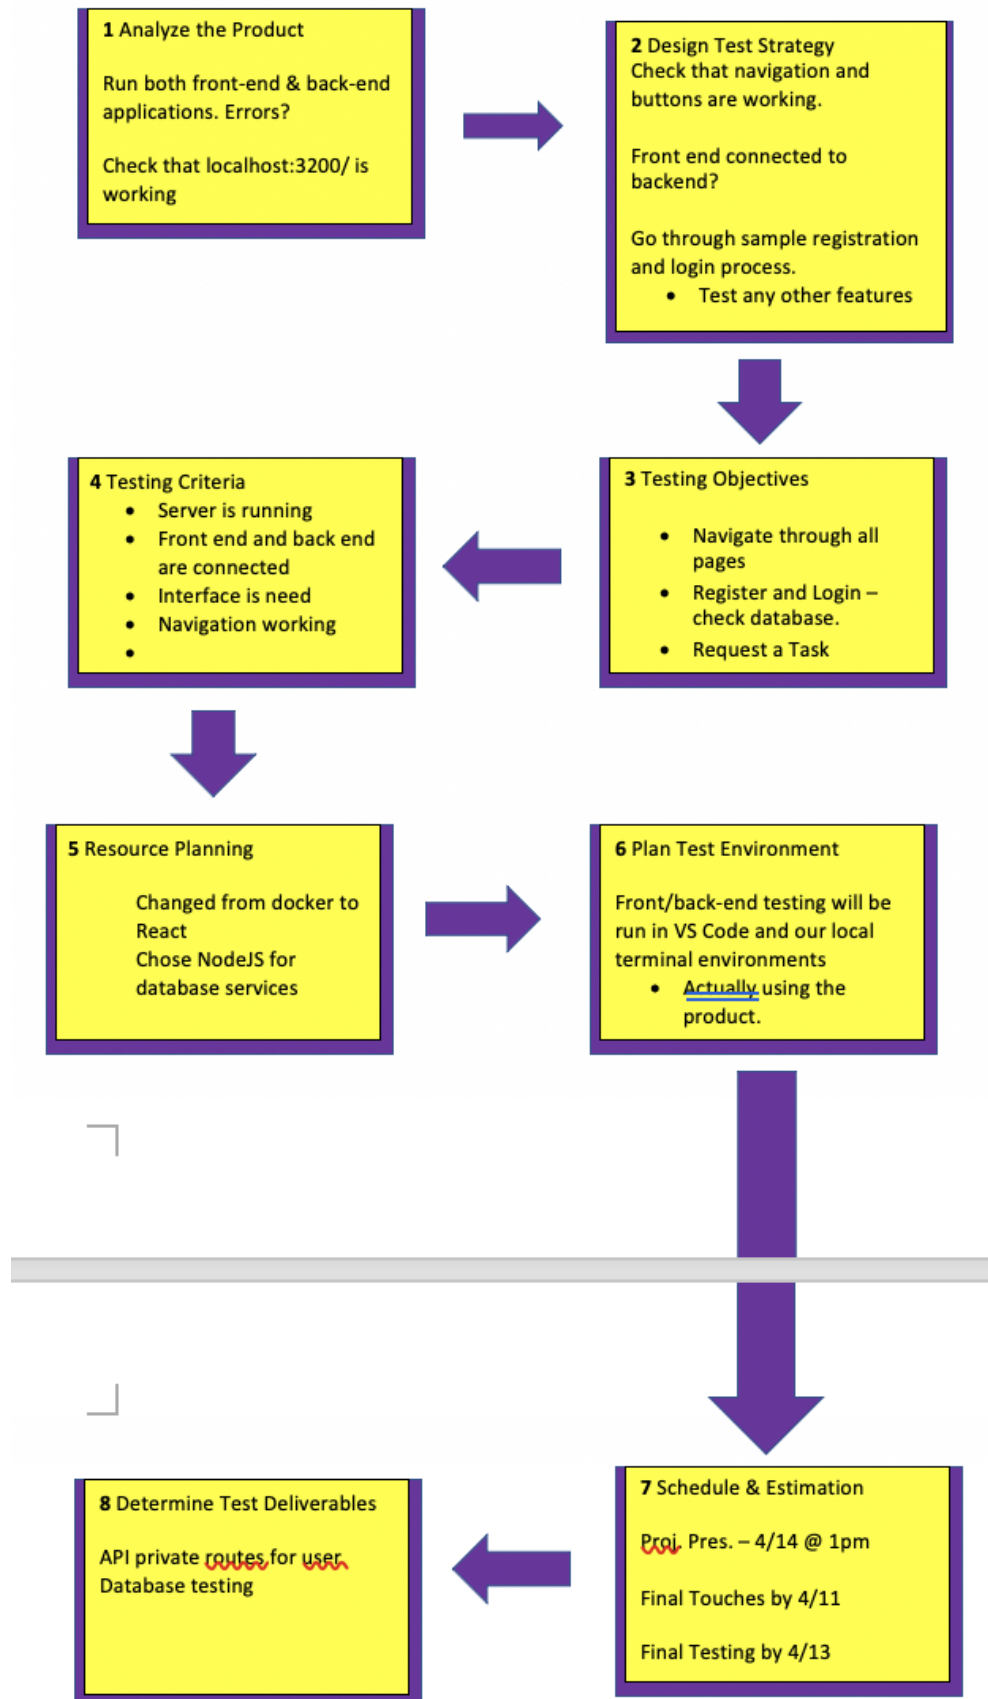 1 Analyze the Product
Run both front-end & back-end
applications. Errors?
Check that localhost:3200/ is
working
2 Design Test Strategy
Check that navigation and
buttons are working.
Front end connected to
backend?
Go through sample registration
and login process.
• Test any other features
3 Testing Objectives
• Navigate through all
pages
• Register and Login –
check database.
• Request a Task
4 Testing Criteria
• Server is running
• Front end and back end
are connected
• Interface is need
• Navigation working
•
5 Resource Planning
Changed from docker to
React
Chose NodeJS for
database services
6 Plan Test Environment
Front/back-end testing will be
run in VS Code and our local
terminal environments
• Actually using the
product.
7 Schedule & Estimation
Proj. Pres. – 4/14 @ 1pm
Final Touches by 4/11
Final Testing by 4/13
8 Determine Test Deliverables
API private routes for user
Database testing